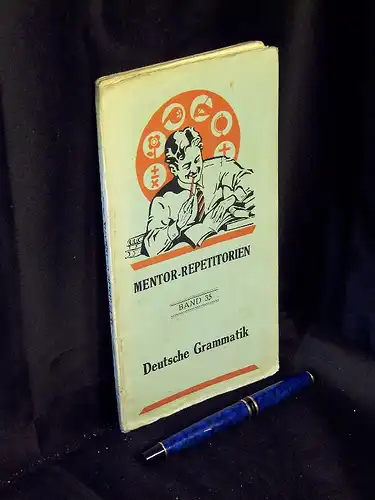 MENTOR-REPETITORIEN
BAND 35
Deutsche Grammatik